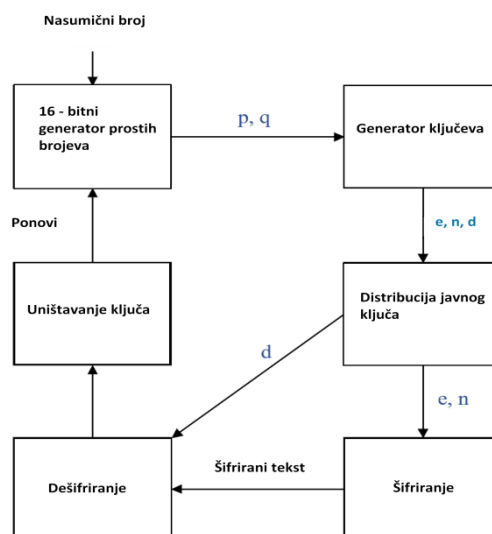 Nasumični broj
16 - bitni
generator prostih
brojeva
p, q
Generator ključeva
Ponovi
e, n, d
Uništavanje ključa
Distribucija javnog
ključa
d
e, n
Šifrirani tekst
Dešifriranje
Šifriranje